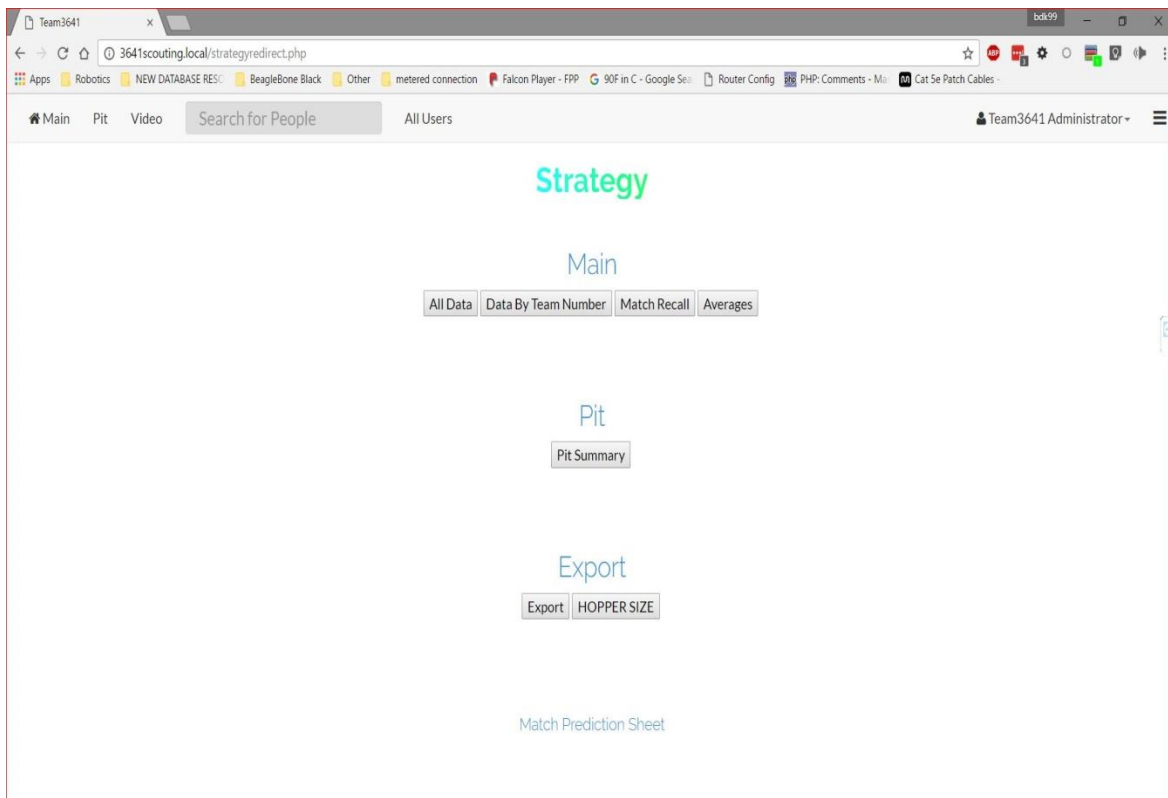 Team3641
bdk99
3641scouting.local/strategyredirect.php
Apps Robotics NEW DATABASE RESC BeagleBone Black Other metered connection Falcon Player - FPP 90F in C - Google Sea Router Config PHP: Comments - Ma Cat 5e Patch Cables -
Main Pit Video Search for People All Users Team3641 Administrator
Strategy
Main
All Data Data By Team Number Match Recall Averages
Pit
Pit Summary
Export
Export HOPPER SIZE
Match Prediction Sheet